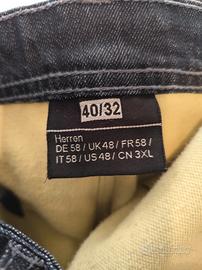 40/32
Herren
DE 58 / UK 48 / FR 58 /
IT 58 / US 48 / CN 3XL